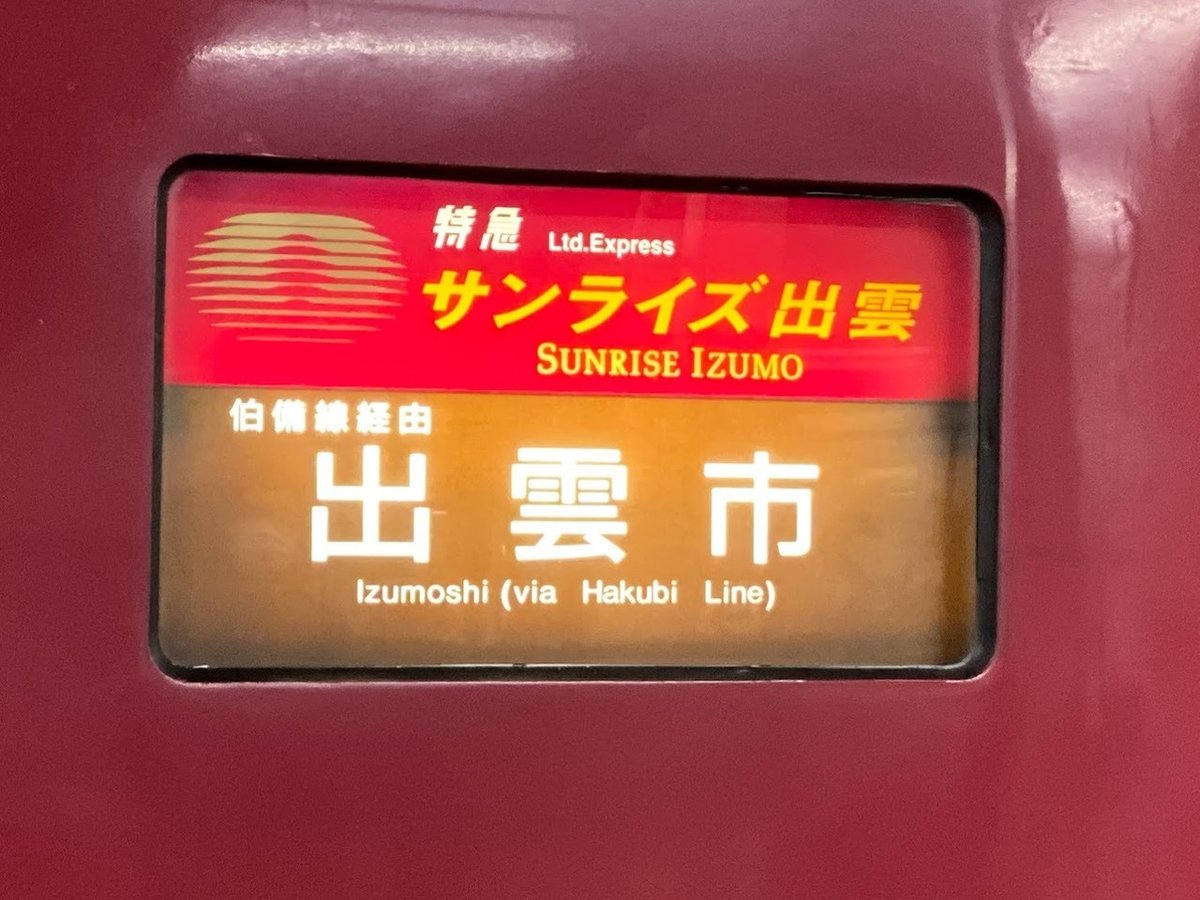 特急 Ltd.Express
サンライズ出雲
SUNRISE IZUMO
伯備線経由
出雲市
Izumoshi (via Hakubi Line)